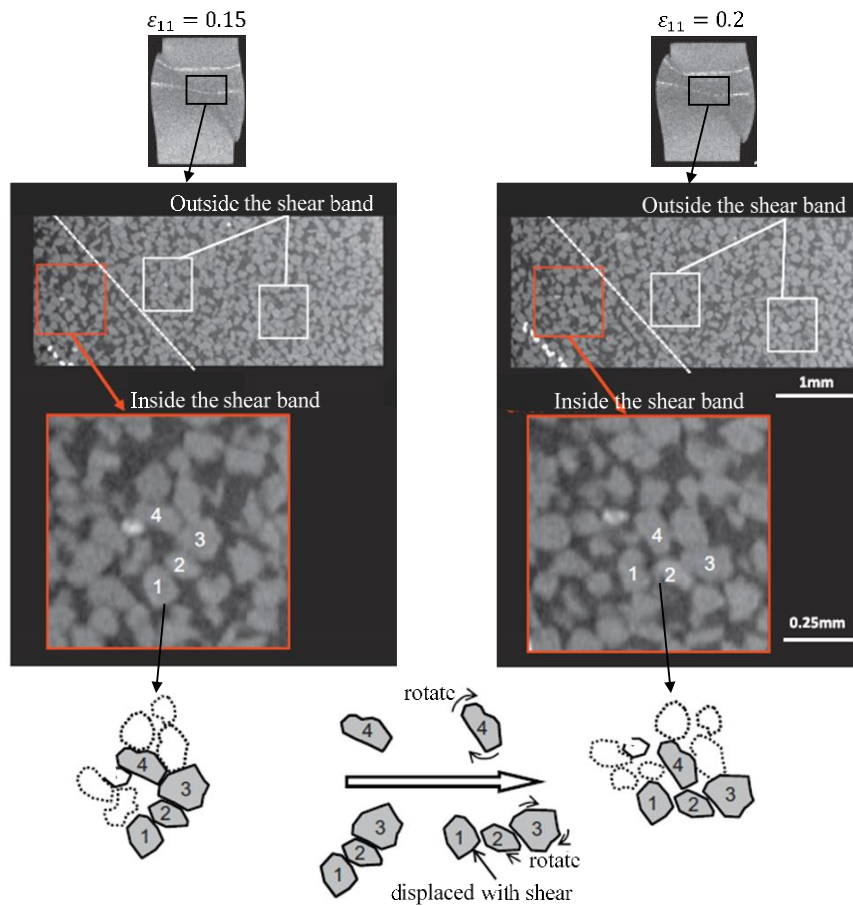 ε₁₁ = 0.15
ε₁₁ = 0.2
Outside the shear band
Outside the shear band
1mm
Inside the shear band
Inside the shear band
4
3
2
1
4
3
1
2
0.25mm
rotate
4
4
4
4
3
2
1
3
2
1
1
2
3
1
2
3
rotate
displaced with shear